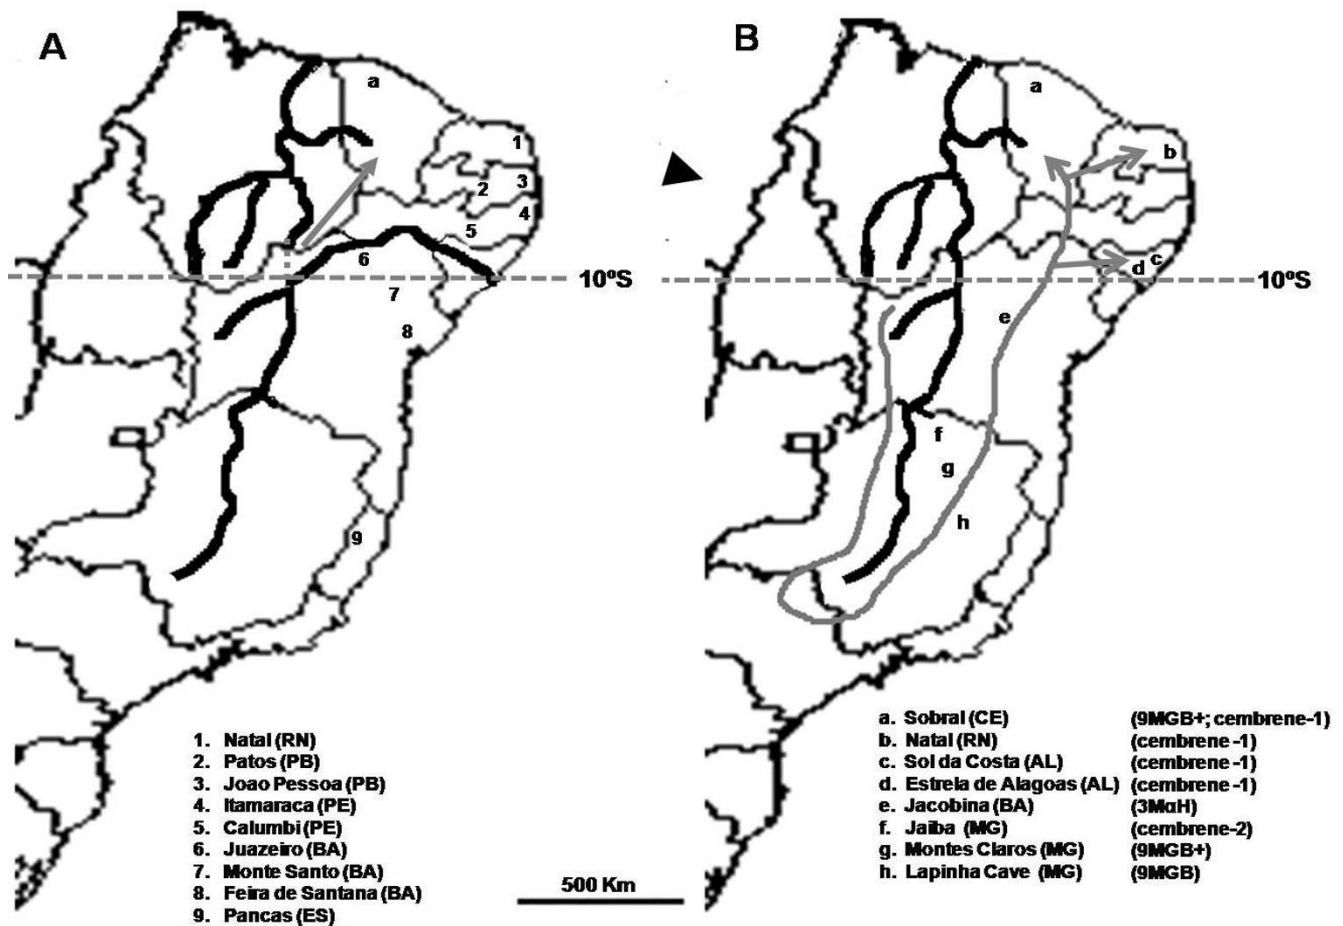 A
B
a
1
2
3
4
5
6
7
8
9
10ºS
a
b
c
d
e
f
g
h
10ºS
1. Natal (RN)
2. Patos (PB)
3. Joao Pessoa (PB)
4. Itamaraca (PE)
5. Calumbi (PE)
6. Juazeiro (BA)
7. Monte Santo (BA)
8. Feira de Santana (BA)
9. Pancas (ES)
500 Km
a. Sobral (CE) (9MGB+; cembrene-1)
b. Natal (RN) (cembrene -1)
c. Sol da Costa (AL) (cembrene -1)
d. Estrela de Alagoas (AL) (cembrene -1)
e. Jacobina (BA) (3MαH)
f. Jaiba (MG) (cembrene-2)
g. Montes Claros (MG) (9MGB+)
h. Lapinha Cave (MG) (9MGB)